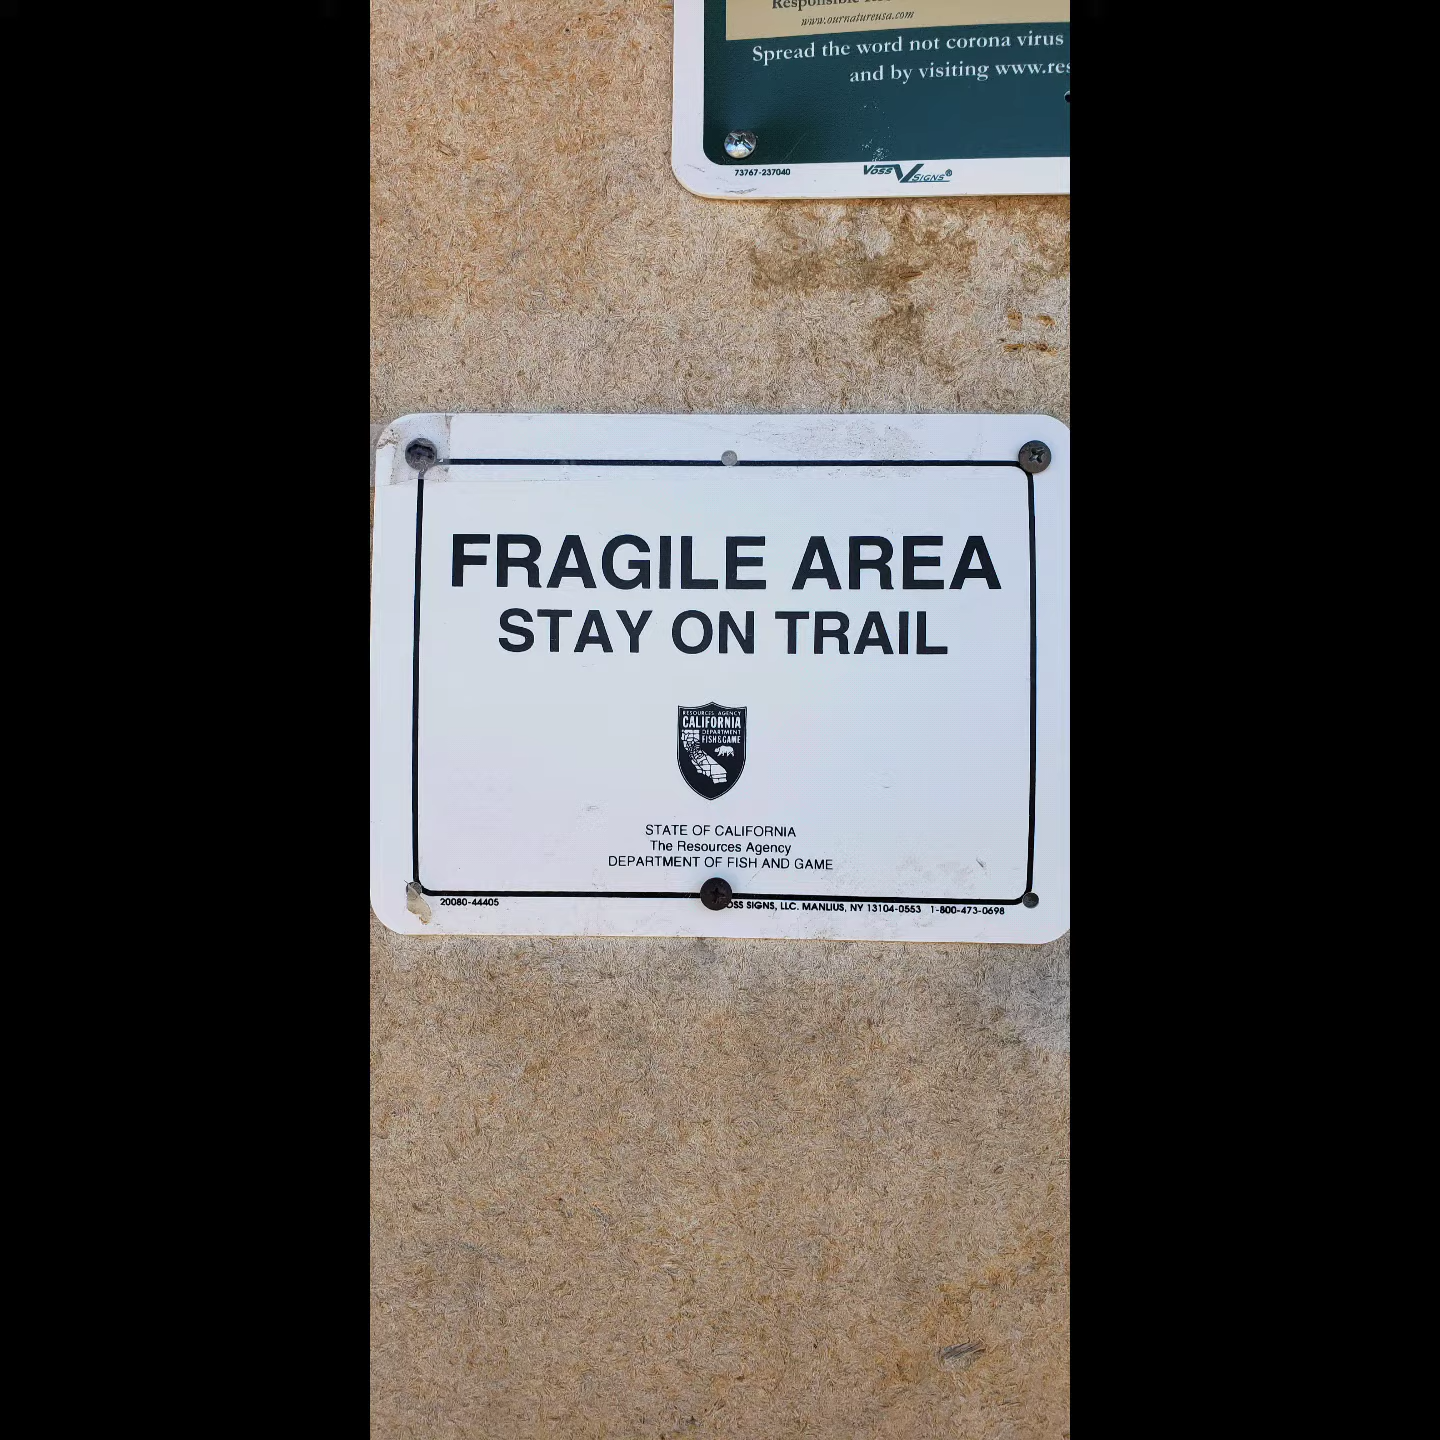 Responsible
www.ournatureusa.com
Spread the word not corona virus
and by visiting www.res
73767-237040
VOSS SIGNS®
FRAGILE AREA
STAY ON TRAIL
RESOURCES AGENCY
CALIFORNIA
DEPARTMENT
FISH&GAME
STATE OF CALIFORNIA
The Resources Agency
DEPARTMENT OF FISH AND GAME
20080-44405
OSS SIGNS, LLC. MANLIUS, NY 13104-0553 1-800-473-0698